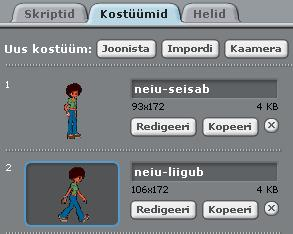 Skriptid Kostüümid Helid
Uus kostüüm: Joonista Impordi Kaamera
1
neiu-seisab
93x172 4 KB
Redigeeri Kopeeri
2
neiu-liigub
106x172 4 KB
Redigeeri Kopeeri